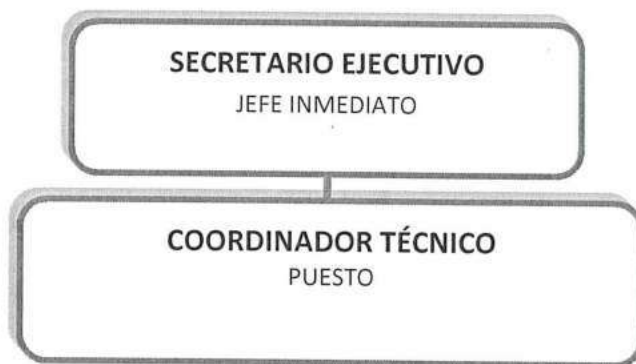 SECRETARIO EJECUTIVO
JEFE INMEDIATO
COORDINADOR TÉCNICO
PUESTO